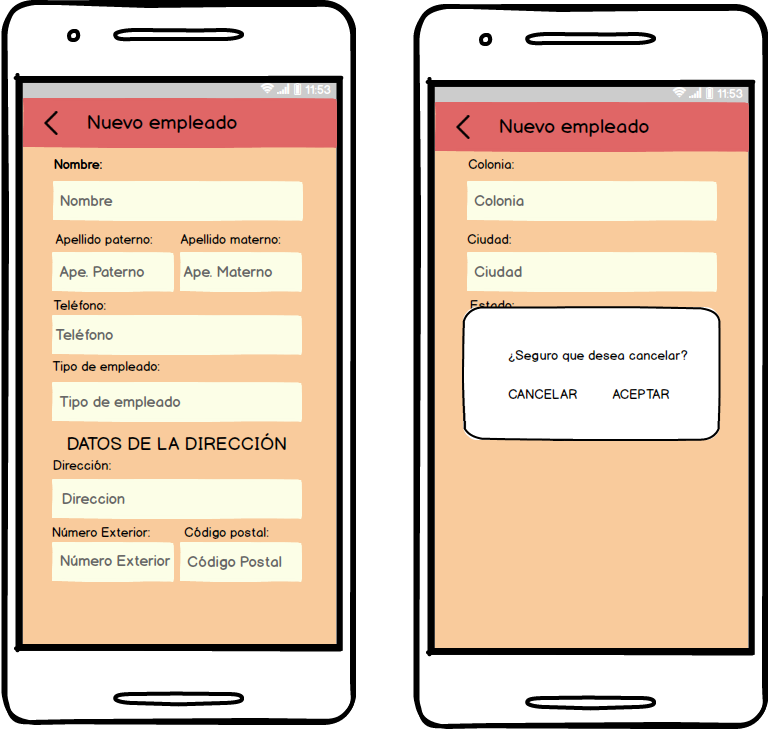 11:53
Nuevo empleado
Nombre:
Nombre
Apellido paterno: Apellido materno:
Ape. Paterno Ape. Materno
Teléfono:
Teléfono
Tipo de empleado:
Tipo de empleado
DATOS DE LA DIRECCIÓN
Dirección:
Direccion
Número Exterior: Código postal:
Número Exterior Código Postal
11:53
Nuevo empleado
Colonia:
Colonia
Ciudad:
Ciudad
Estado:
¿Seguro que desea cancelar?
CANCELAR ACEPTAR